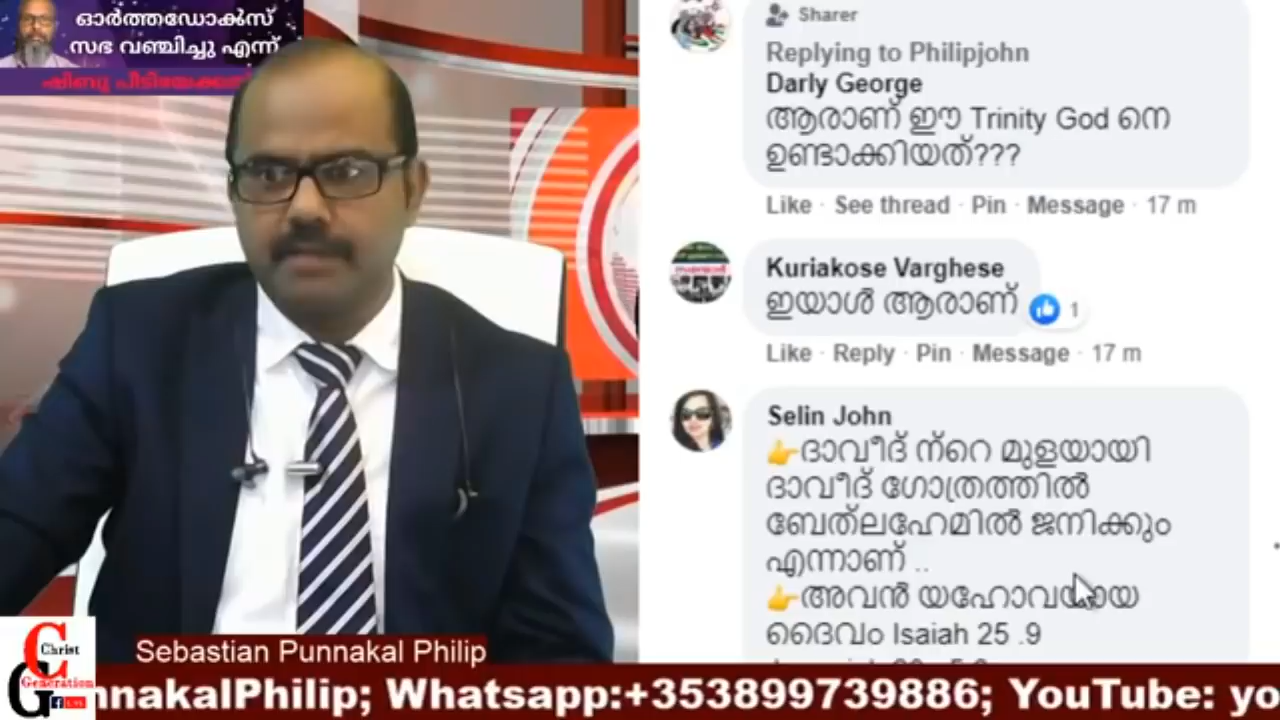 ഓർത്തഡോക്സ്
സഭ വഞ്ചിച്ചു എന്ന്
ഷിബു
Sharer
Replying to Philipjohn
Darly George
ആരാണ് ഈ Trinity God നെ
ഉണ്ടാക്കിയത്???
Like · See thread · Pin · Message · 17 m
Kuriakose Varghese
ഇയാൾ ആരാണ്
1
Like · Reply · Pin · Message · 17 m
Selin John
👉ദാവീദ് ന്റെ മുളയായി
ദാവീദ് ഗോത്രത്തിൽ
ബേത്‌ലഹേമിൽ ജനിക്കും
എന്നാണ് ..
👉അവൻ യഹോവയായ
ദൈവം Isaiah 25 .9
Sebastian Punnakal Philip
Christ
Generation
nnakalPhilip; Whatsapp:+353899739886; YouTube: yo